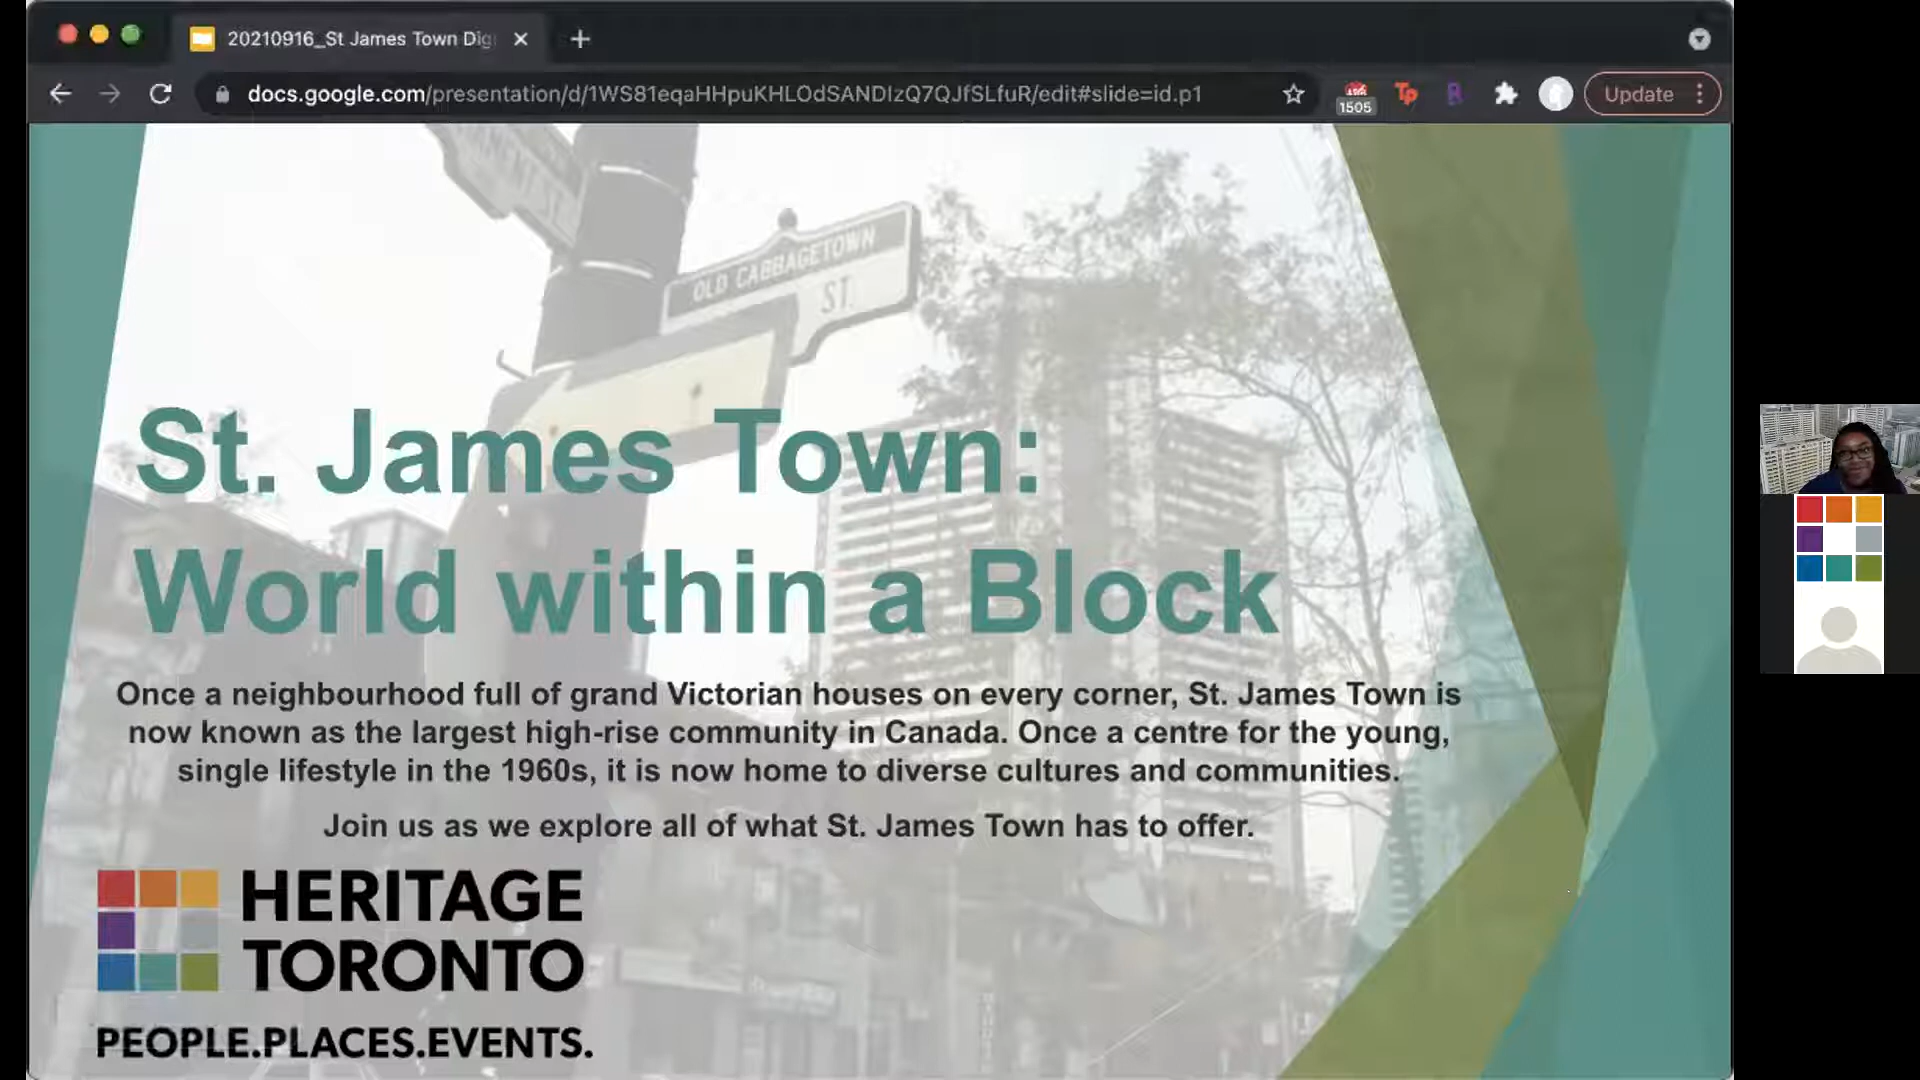 20210916_St James Town Dig
docs.google.com/presentation/d/1WS81eqaHHpuKHLOdSANDIzQ7QJfSLfuR/edit#slide=id.p1
1505
Tp
Update
OLD CABBAGETOWN
ST.
St. James Town:
World within a Block
Once a neighbourhood full of grand Victorian houses on every corner, St. James Town is
now known as the largest high-rise community in Canada. Once a centre for the young,
single lifestyle in the 1960s, it is now home to diverse cultures and communities.
Join us as we explore all of what St. James Town has to offer.
HERITAGE
TORONTO
PEOPLE.PLACES.EVENTS.